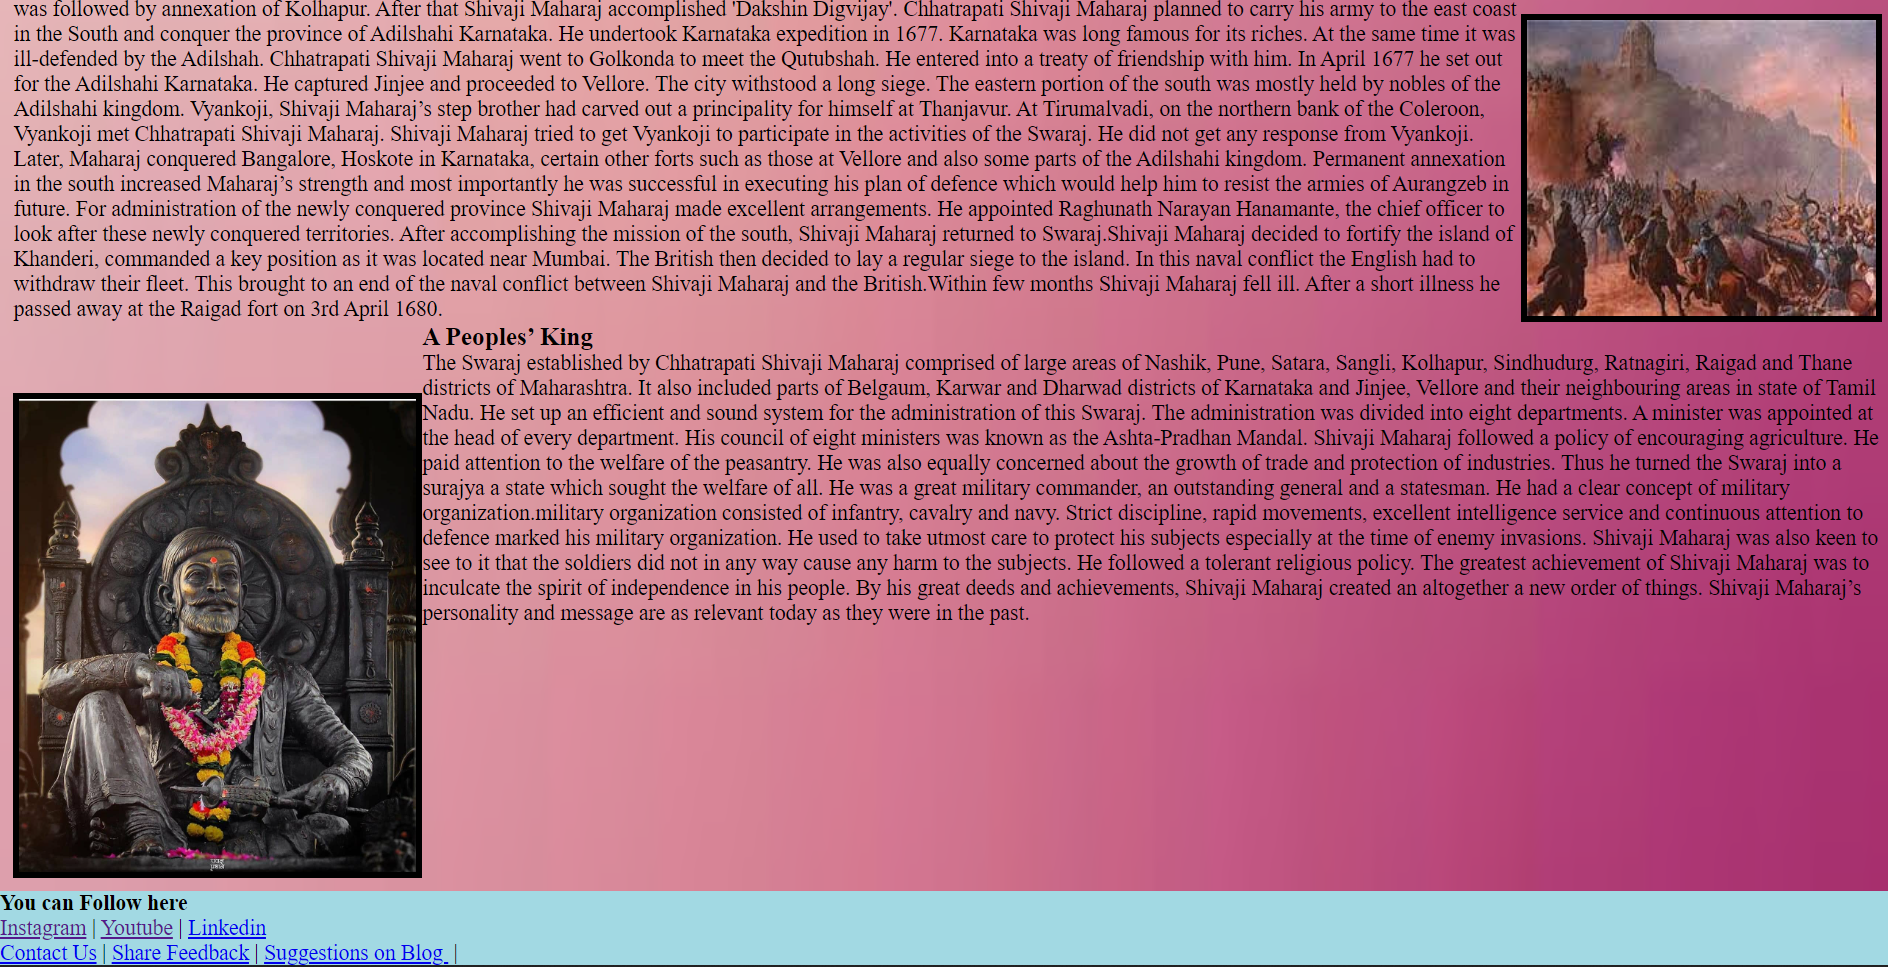 was followed by annexation of Kolhapur. After that Shivaji Maharaj accomplished 'Dakshin Digvijay'. Chhatrapati Shivaji Maharaj planned to carry his army to the east coast
in the South and conquer the province of Adilshahi Karnataka. He undertook Karnataka expedition in 1677. Karnataka was long famous for its riches. At the same time it was
ill-defended by the Adilshah. Chhatrapati Shivaji Maharaj went to Golkonda to meet the Qutubshah. He entered into a treaty of friendship with him. In April 1677 he set out
for the Adilshahi Karnataka. He captured Jinjee and proceeded to Vellore. The city withstood a long siege. The eastern portion of the south was mostly held by nobles of the
Adilshahi kingdom. Vyankoji, Shivaji Maharaj’s step brother had carved out a principality for himself at Thanjavur. At Tirumalvadi, on the northern bank of the Coleroon,
Vyankoji met Chhatrapati Shivaji Maharaj. Shivaji Maharaj tried to get Vyankoji to participate in the activities of the Swaraj. He did not get any response from Vyankoji.
Later, Maharaj conquered Bangalore, Hoskote in Karnataka, certain other forts such as those at Vellore and also some parts of the Adilshahi kingdom. Permanent annexation
in the south increased Maharaj’s strength and most importantly he was successful in executing his plan of defence which would help him to resist the armies of Aurangzeb in
future. For administration of the newly conquered province Shivaji Maharaj made excellent arrangements. He appointed Raghunath Narayan Hanamante, the chief officer to
look after these newly conquered territories. After accomplishing the mission of the south, Shivaji Maharaj returned to Swaraj.Shivaji Maharaj decided to fortify the island of
Khanderi, commanded a key position as it was located near Mumbai. The British then decided to lay a regular siege to the island. In this naval conflict the English had to
withdraw their fleet. This brought to an end of the naval conflict between Shivaji Maharaj and the British.Within few months Shivaji Maharaj fell ill. After a short illness he
passed away at the Raigad fort on 3rd April 1680.
A Peoples’ King
The Swaraj established by Chhatrapati Shivaji Maharaj comprised of large areas of Nashik, Pune, Satara, Sangli, Kolhapur, Sindhudurg, Ratnagiri, Raigad and Thane
districts of Maharashtra. It also included parts of Belgaum, Karwar and Dharwad districts of Karnataka and Jinjee, Vellore and their neighbouring areas in state of Tamil
Nadu. He set up an efficient and sound system for the administration of this Swaraj. The administration was divided into eight departments. A minister was appointed at
the head of every department. His council of eight ministers was known as the Ashta-Pradhan Mandal. Shivaji Maharaj followed a policy of encouraging agriculture. He
paid attention to the welfare of the peasantry. He was also equally concerned about the growth of trade and protection of industries. Thus he turned the Swaraj into a
surajya a state which sought the welfare of all. He was a great military commander, an outstanding general and a statesman. He had a clear concept of military
organization.military organization consisted of infantry, cavalry and navy. Strict discipline, rapid movements, excellent intelligence service and continuous attention to
defence marked his military organization. He used to take utmost care to protect his subjects especially at the time of enemy invasions. Shivaji Maharaj was also keen to
see to it that the soldiers did not in any way cause any harm to the subjects. He followed a tolerant religious policy. The greatest achievement of Shivaji Maharaj was to
inculcate the spirit of independence in his people. By his great deeds and achievements, Shivaji Maharaj created an altogether a new order of things. Shivaji Maharaj’s
personality and message are as relevant today as they were in the past.
You can Follow here
Instagram | Youtube | Linkedin
Contact Us | Share Feedback | Suggestions on Blog |